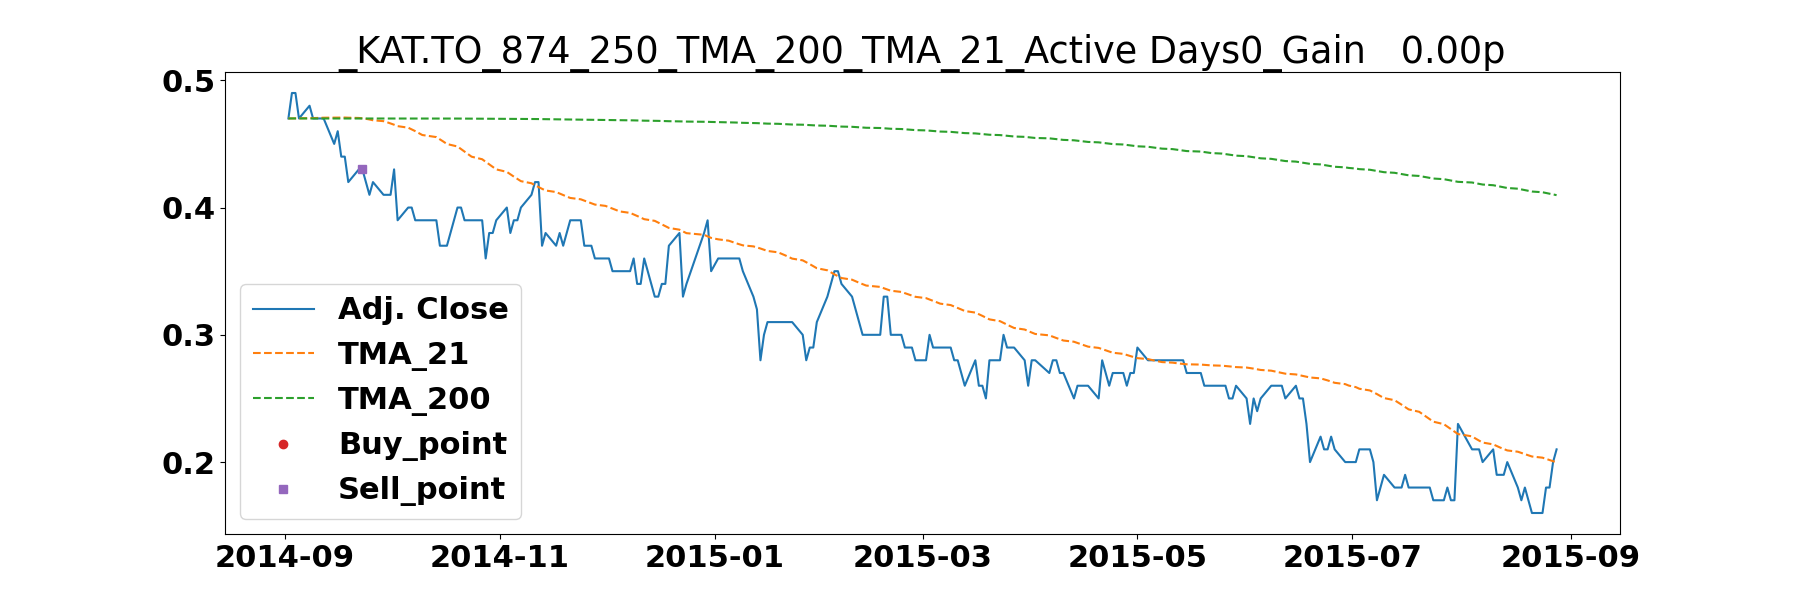 _KAT.TO_874_250_TMA_200_TMA_21_Active Days0_Gain   0.00p
0.5
0.4
0.3
0.2
Adj. Close
TMA_21
TMA_200
Buy_point
Sell_point
2014-09 2014-11 2015-01 2015-03 2015-05 2015-07 2015-09